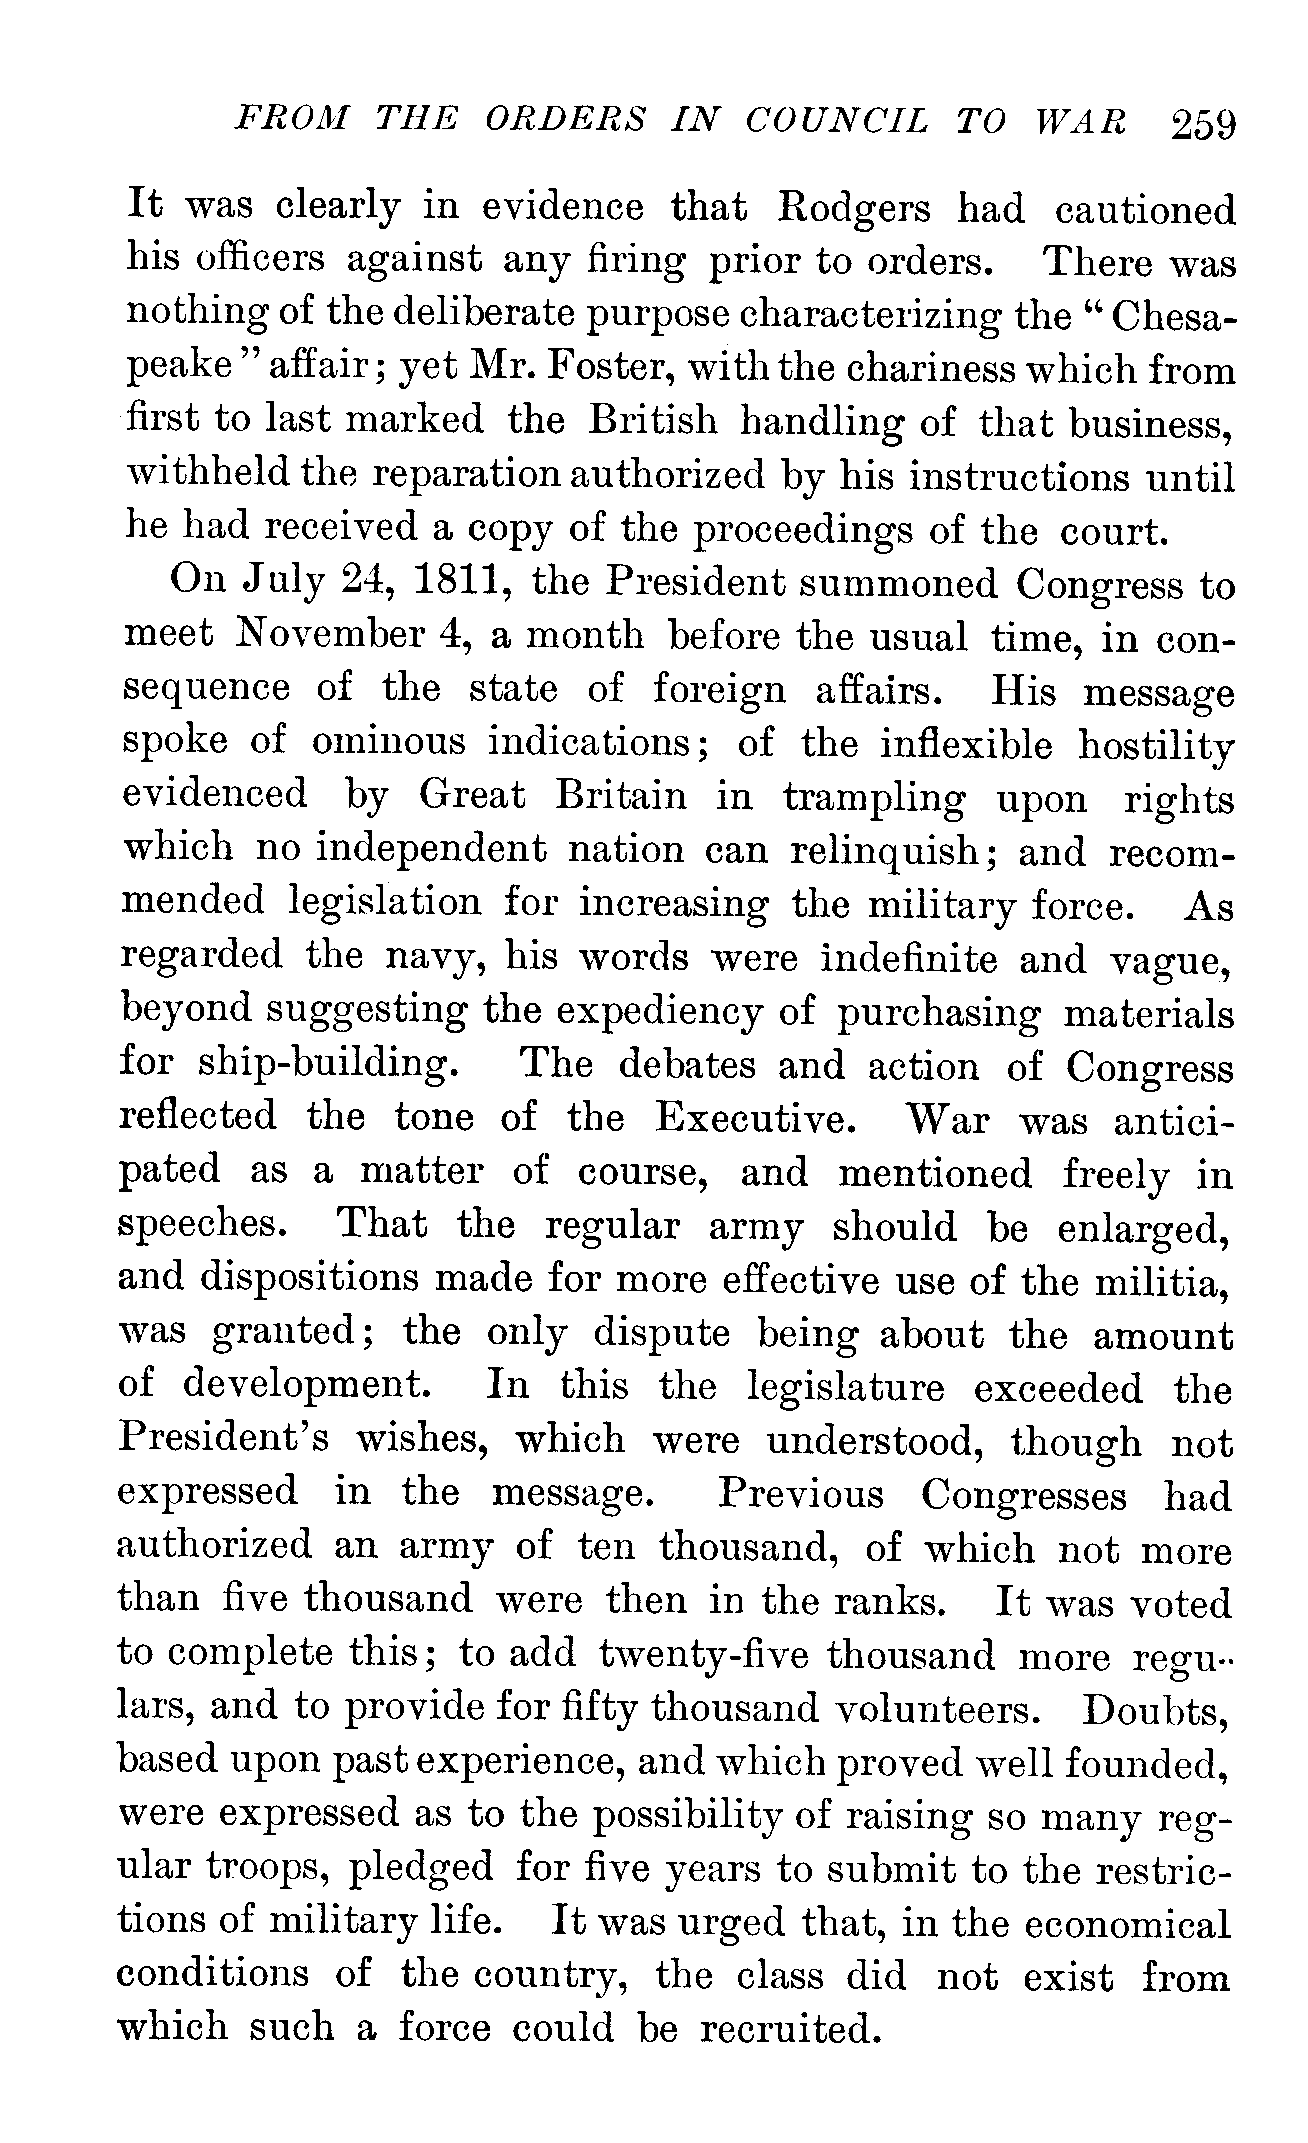 FROM THE ORDERS IN COUNCIL TO WAR 259
It was clearly in evidence that Rodgers had cautioned
his officers against any firing prior to orders. There was
nothing of the deliberate purpose characterizing the “ Chesa-
peake ” affair; yet Mr. Foster, with the chariness which from
first to last marked the British handling of that business,
withheld the reparation authorized by his instructions until
he had received a copy of the proceedings of the court.
On July 24, 1811, the President summoned Congress to
meet November 4, a month before the usual time, in con-
sequence of the state of foreign affairs. His message
spoke of ominous indications; of the inflexible hostility
evidenced by Great Britain in trampling upon rights
which no independent nation can relinquish; and recom-
mended legislation for increasing the military force. As
regarded the navy, his words were indefinite and vague,
beyond suggesting the expediency of purchasing materials
for ship-building. The debates and action of Congress
reflected the tone of the Executive. War was antici-
pated as a matter of course, and mentioned freely in
speeches. That the regular army should be enlarged,
and dispositions made for more effective use of the militia,
was granted; the only dispute being about the amount
of development. In this the legislature exceeded the
President’s wishes, which were understood, though not
expressed in the message. Previous Congresses had
authorized an army of ten thousand, of which not more
than five thousand were then in the ranks. It was voted
to complete this; to add twenty-five thousand more regu-
lars, and to provide for fifty thousand volunteers. Doubts,
based upon past experience, and which proved well founded,
were expressed as to the possibility of raising so many reg-
ular troops, pledged for five years to submit to the restric-
tions of military life. It was urged that, in the economical
conditions of the country, the class did not exist from
which such a force could be recruited.